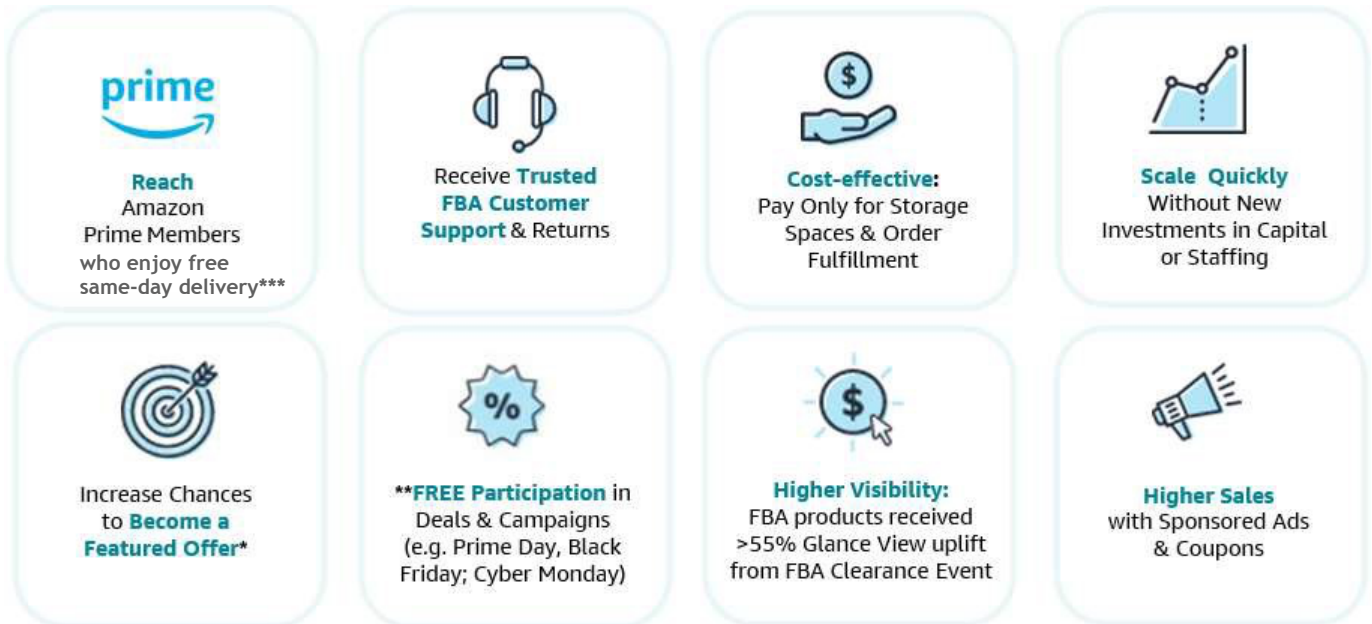 prime
Reach
Amazon
Prime Members
who enjoy free
same-day delivery***
Receive Trusted
FBA Customer
Support & Returns
$
Cost-effective:
Pay Only for Storage
Spaces & Order
Fulfillment
Scale Quickly
Without New
Investments in Capital
or Staffing
Increase Chances
to Become a
Featured Offer*
%
**FREE Participation in
Deals & Campaigns
(e.g. Prime Day, Black
Friday; Cyber Monday)
$
Higher Visibility:
FBA products received
>55% Glance View uplift
from FBA Clearance Event
Higher Sales
with Sponsored Ads
& Coupons